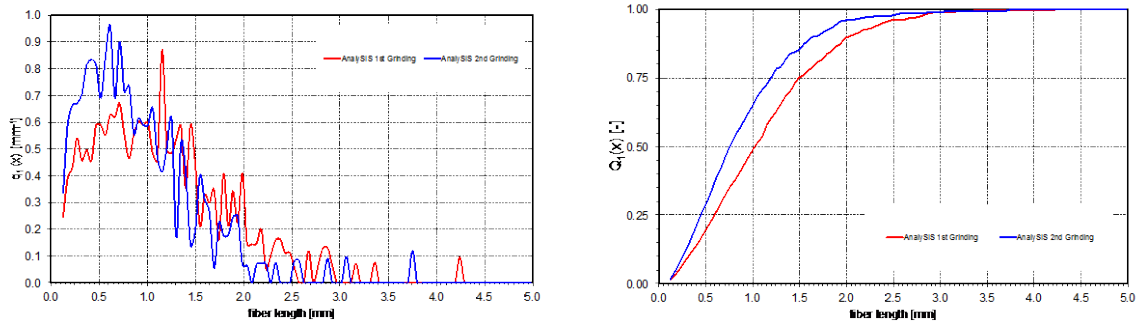 1.0
0.9
0.8
0.7
0.6
0.5
0.4
0.3
0.2
0.1
0.0
q₁ (x) [mm⁻¹]
AnalySIS 1st Grinding
AnalySIS 2nd Grinding
0.0 0.5 1.0 1.5 2.0 2.5 3.0 3.5 4.0 4.5 5.0
fiber length [mm]
1.00
0.75
0.50
0.25
0.00
Q₁(x) [-]
AnalySIS 1st Grinding
AnalySIS 2nd Grinding
0.0 0.5 1.0 1.5 2.0 2.5 3.0 3.5 4.0 4.5 5.0
fiber length [mm]